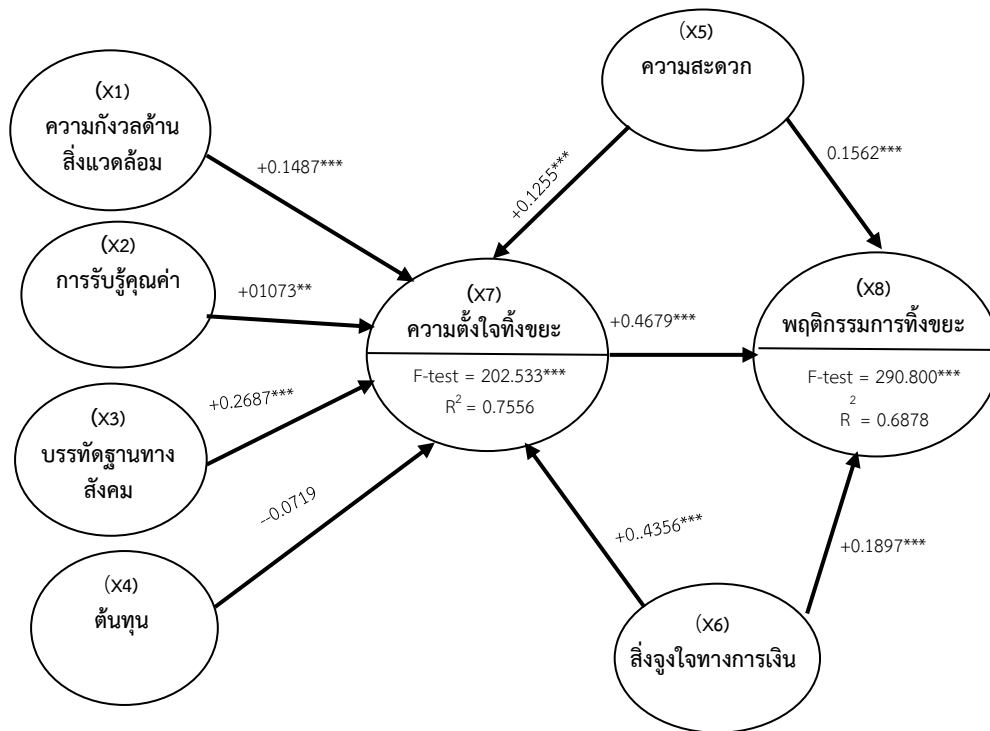 (X5)
ความสะดวก
(X1)
ความกังวลด้าน
สิ่งแวดล้อม
+0.1487***
+0.1255***
0.1562***
(X2)
การรับรู้คุณค่า
+01073**
(X7)
ความตั้งใจทิ้งขยะ
F-test = 202.533***
R² = 0.7556
+0.4679***
(X8)
พฤติกรรมการทิ้งขยะ
F-test = 290.800***
2
R = 0.6878
(X3)
บรรทัดฐานทาง
สังคม
+0.2687***
(X4)
ต้นทุน
--0.0719
+0..4356***
+0.1897***
(X6)
สิ่งจูงใจทางการเงิน